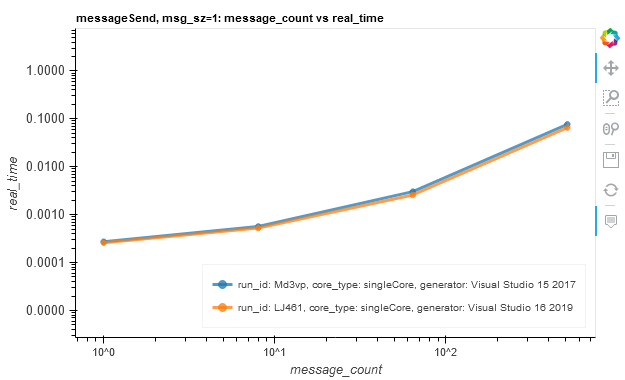 messageSend, msg_sz=1: message_count vs real_time
1.0000
0.1000
0.0100
0.0010
0.0001
0.0000
real_time
run_id: Md3vp, core_type: singleCore, generator: Visual Studio 15 2017
run_id: LJ461, core_type: singleCore, generator: Visual Studio 16 2019
10^0
10^1
10^2
message_count